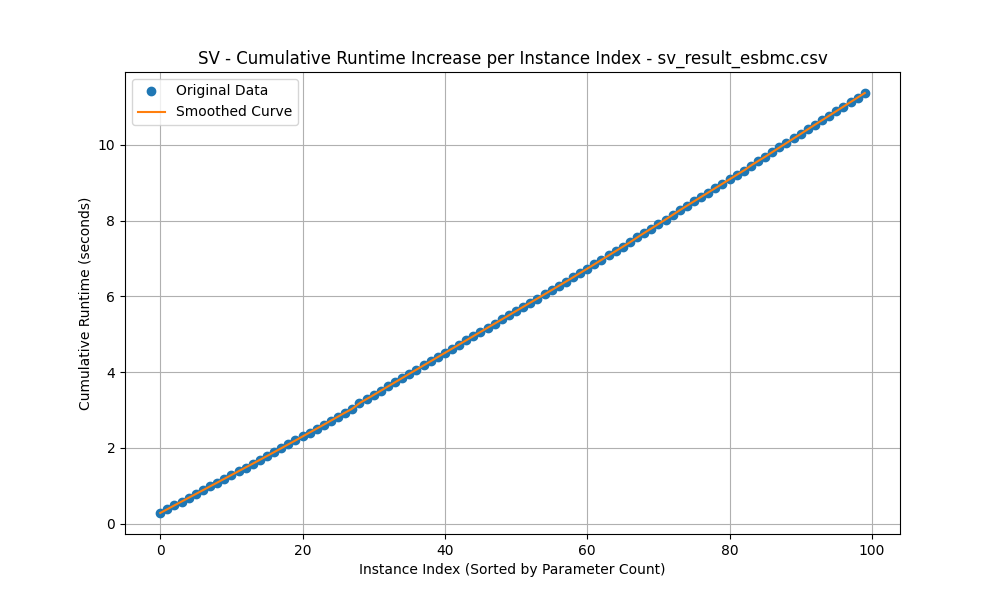 SV - Cumulative Runtime Increase per Instance Index - sv_result_esbmc.csv
Original Data
Smoothed Curve
10
8
6
4
2
0
Cumulative Runtime (seconds)
0 20 40 60 80 100
Instance Index (Sorted by Parameter Count)